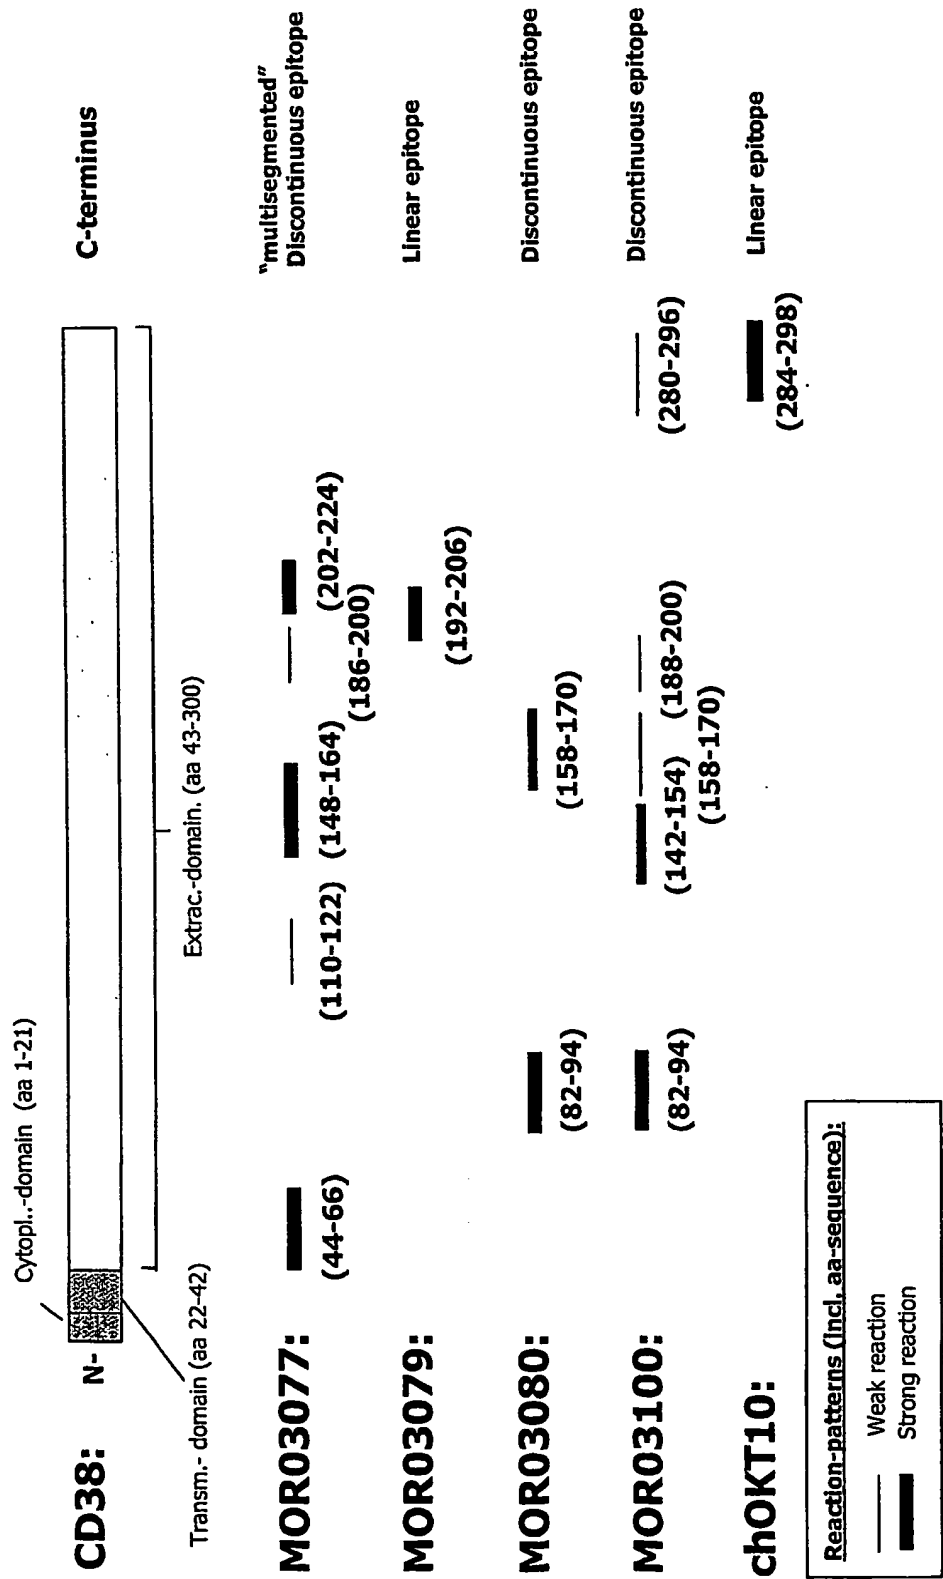 Cytopl..-domain (aa 1-21)
CD38:
N-
C-terminus
Transm.- domain (aa 22-42)
Extrac.-domain. (aa 43-300)
MOR03077:
(44-66)
(110-122)
(148-164)
(186-200)
(202-224)
"multisegmented"
Discontinuous epitope
MOR03079:
(192-206)
Linear epitope
MOR03080:
(82-94)
(158-170)
Discontinuous epitope
MOR03100:
(82-94)
(142-154)
(158-170)
(188-200)
(280-296)
Discontinuous epitope
chOKT10:
(284-298)
Linear epitope
Reaction-patterns (incl. aa-sequence):
Weak reaction
Strong reaction